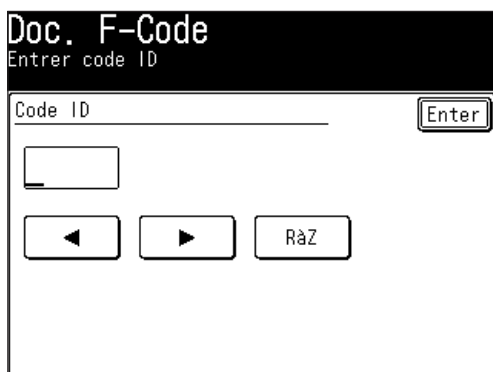 Doc. F-Code
Entrer code ID
Code ID
Enter
RàZ